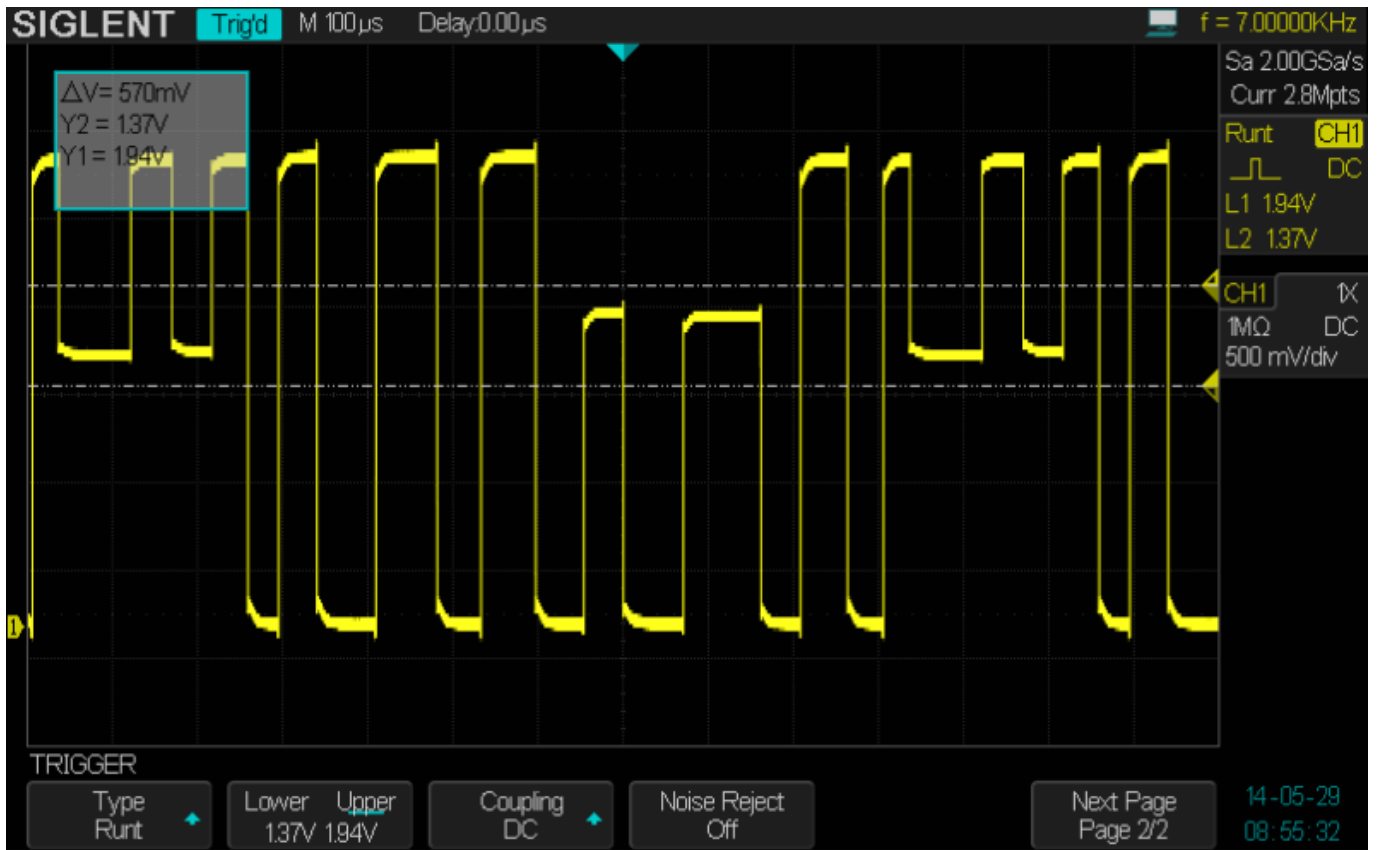 SIGLENT Trig'd M 100µs Delay:0.00µs f = 7.00000KHz
Sa 2.00GSa/s
Curr 2.8Mpts
△V= 570mV
Y2 = 1.37V
Y1 = 1.94V
Runt CH1
DC
L1 1.94V
L2 1.37V
CH1 1X
1MΩ DC
500 mV/div
1
TRIGGER
Type
Runt
Lower Upper
1.37V 1.94V
Coupling
DC
Noise Reject
Off
Next Page
Page 2/2
14-05-29
08:55:32